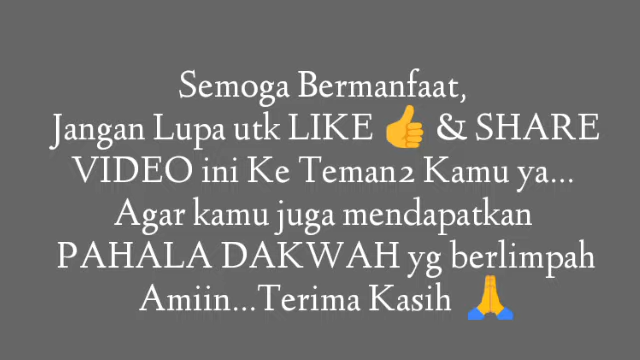 Semoga Bermanfaat,
Jangan Lupa utk LIKE 👍 & SHARE
VIDEO ini Ke Teman2 Kamu ya...
Agar kamu juga mendapatkan
PAHALA DAKWAH yg berlimpah
Amiin...Terima Kasih 🙏